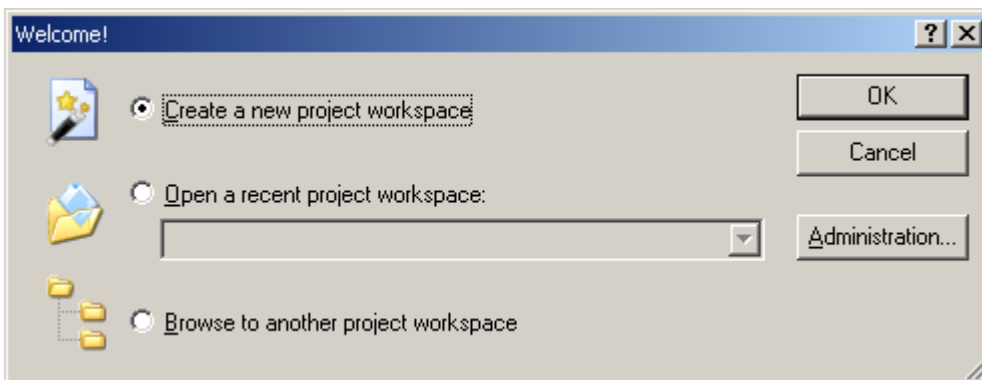 Welcome!
Create a new project workspace
OK
Cancel
Open a recent project workspace:
Administration...
Browse to another project workspace